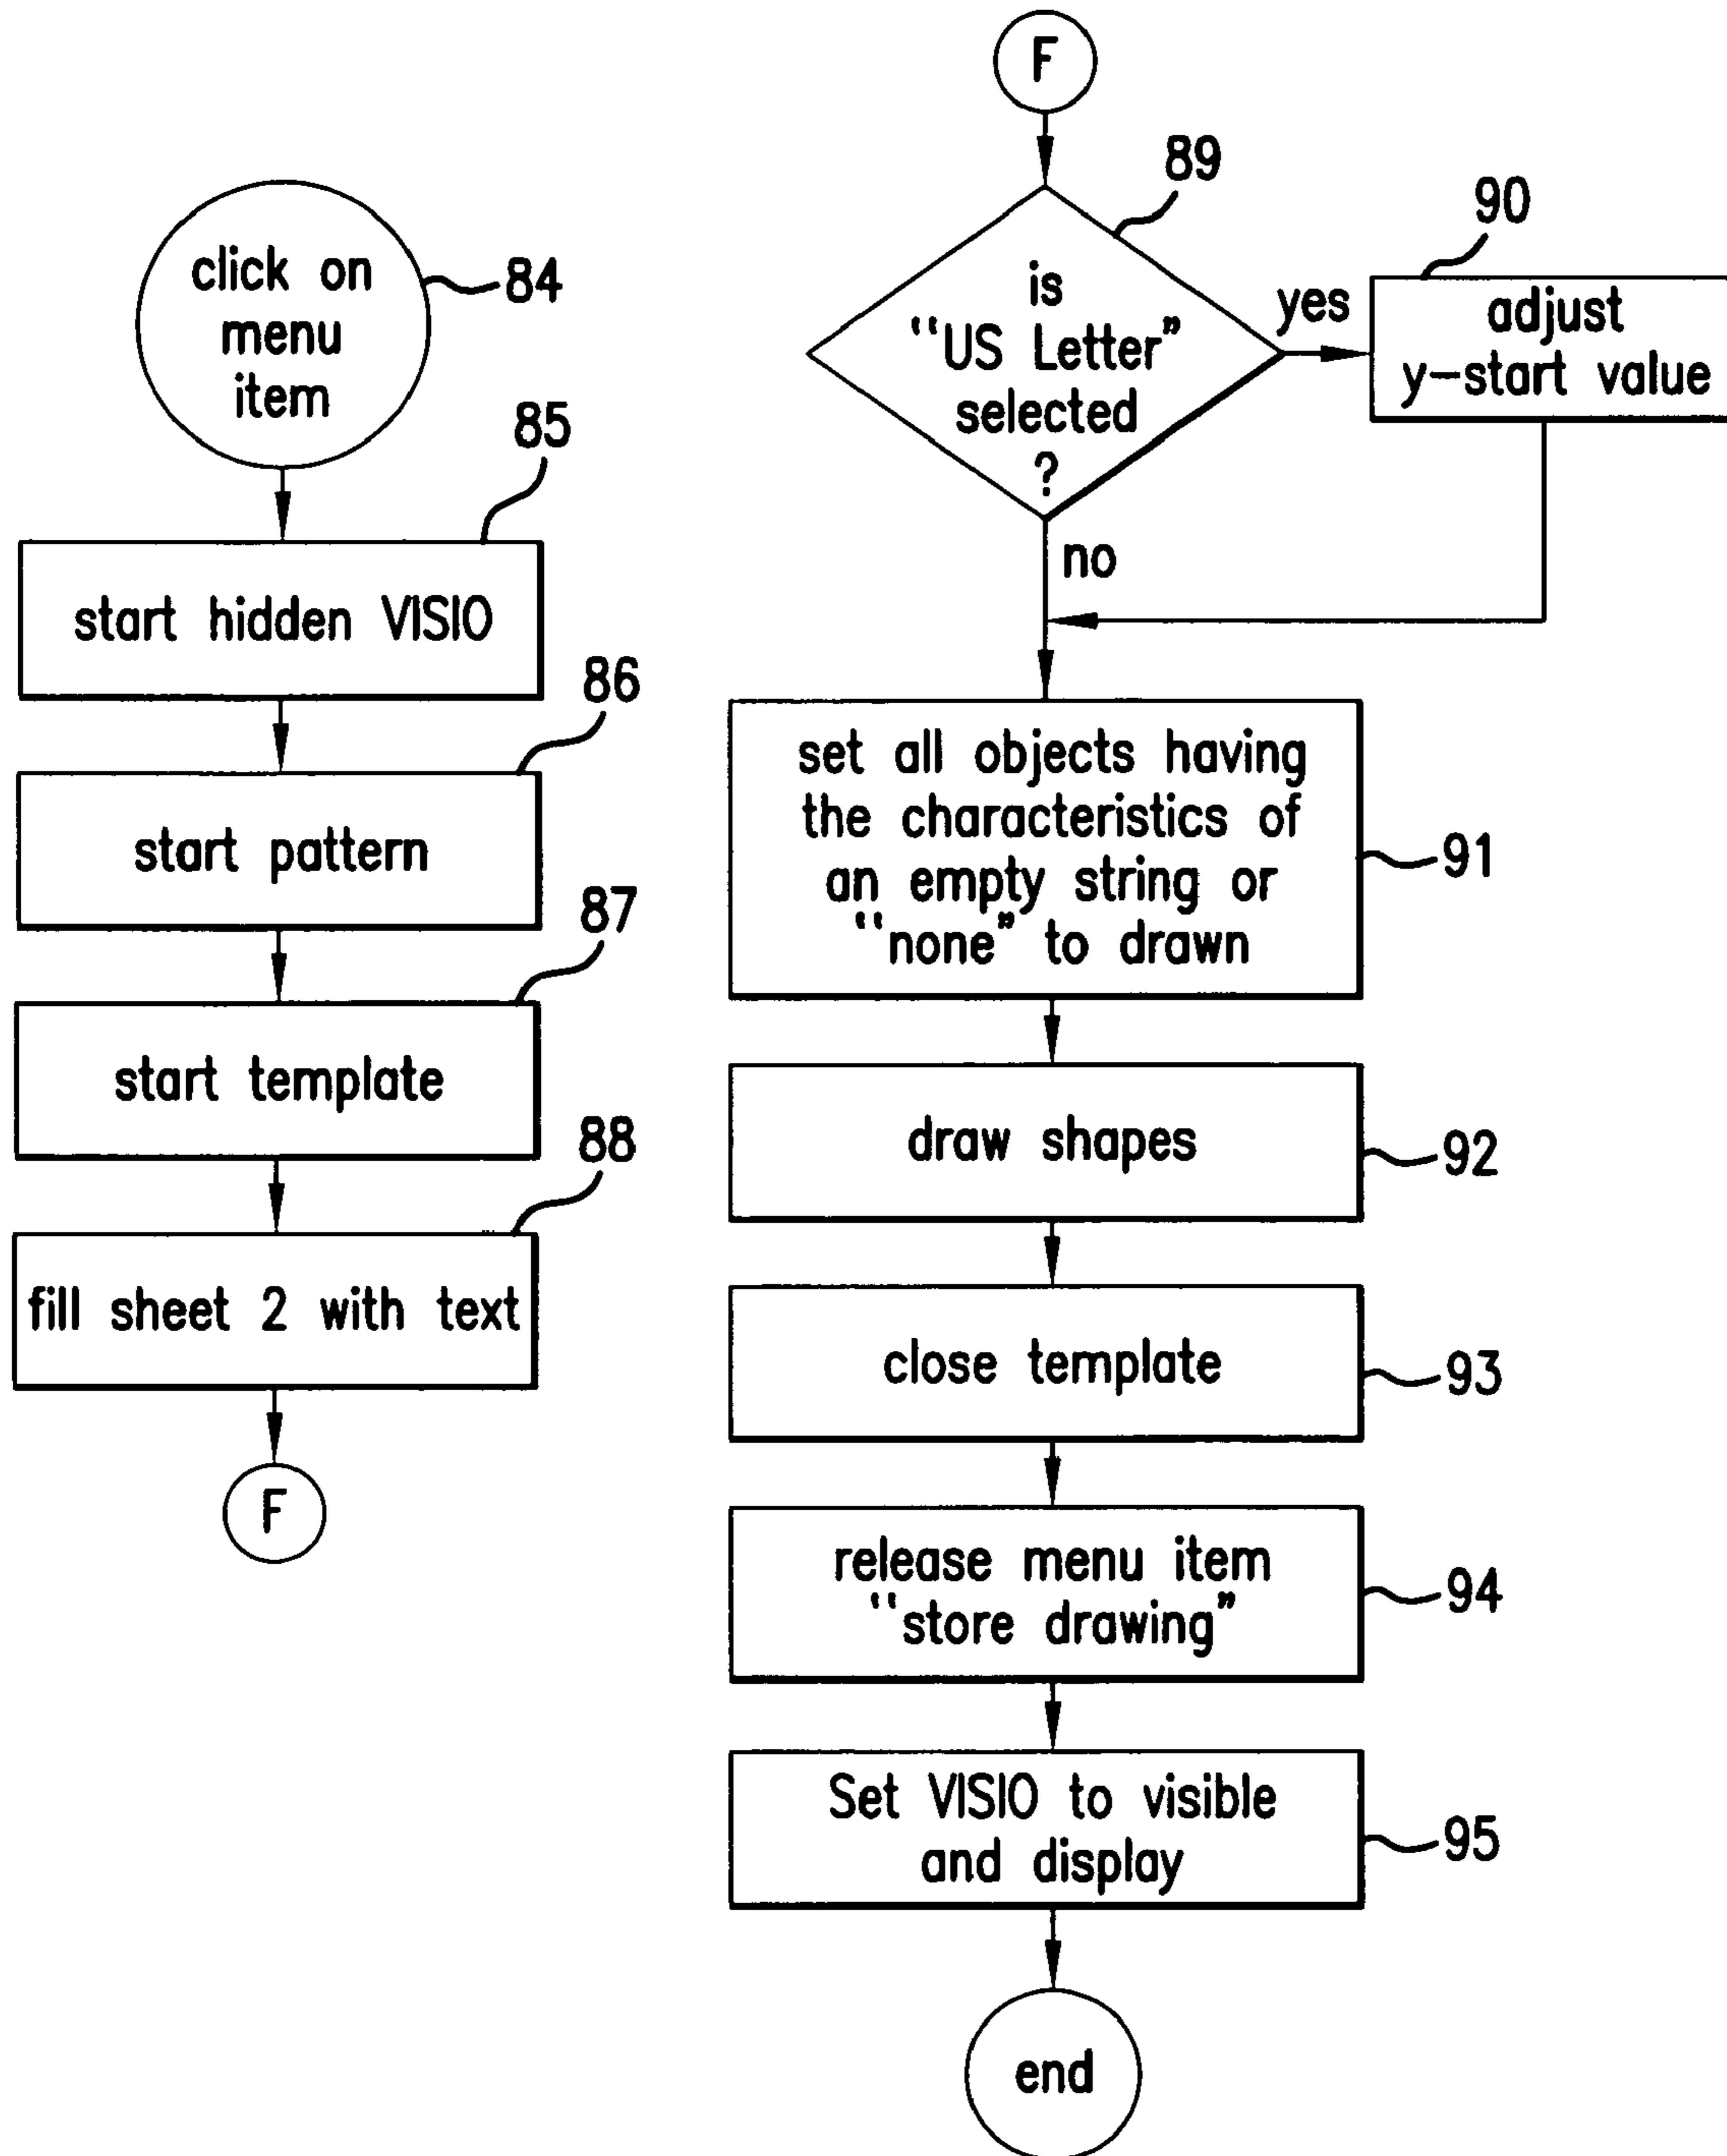 click on
menu
item
84
85
start hidden VISIO
86
start pattern
87
start template
88
fill sheet 2 with text
F
F
89
is
“US Letter”
selected
?
yes
no
90
adjust
y-start value
set all objects having
the characteristics of
an empty string or
“none” to drawn
91
draw shapes
92
close template
93
release menu item
“store drawing”
94
Set VISIO to visible
and display
95
end